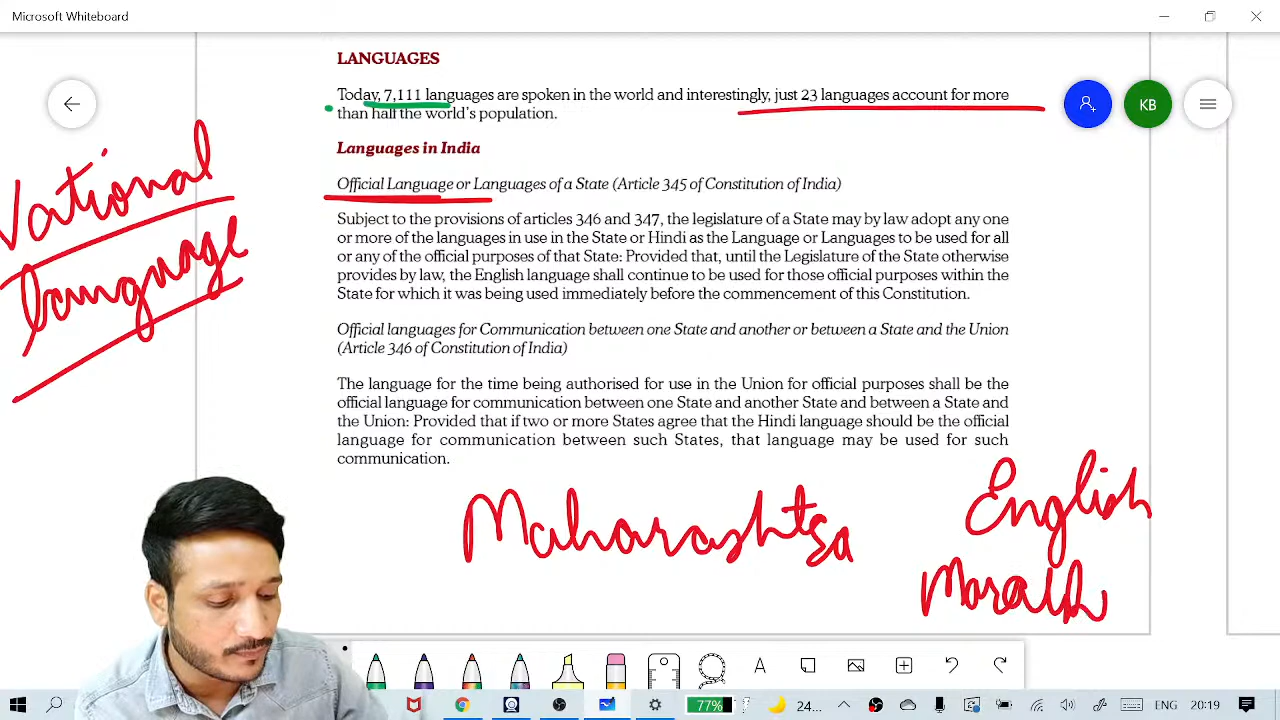 Microsoft Whiteboard
LANGUAGES
Today, 7,111 languages are spoken in the world and interestingly, just 23 languages account for more
than half the world's population.
KB
Languages in India
Official Language or Languages of a State (Article 345 of Constitution of India)
National
Language
Subject to the provisions of articles 346 and 347, the legislature of a State may by law adopt any one
or more of the languages in use in the State or Hindi as the Language or Languages to be used for all
or any of the official purposes of that State: Provided that, until the Legislature of the State otherwise
provides by law, the English language shall continue to be used for those official purposes within the
State for which it was being used immediately before the commencement of this Constitution.
Official languages for Communication between one State and another or between a State and the Union
(Article 346 of Constitution of India)
The language for the time being authorised for use in the Union for official purposes shall be the
official language for communication between one State and another State and between a State and
the Union: Provided that if two or more States agree that the Hindi language should be the official
language for communication between such States, that language may be used for such
communication.
Maharashtra
English
Marathi
A
77%
24...
ENG
20:19